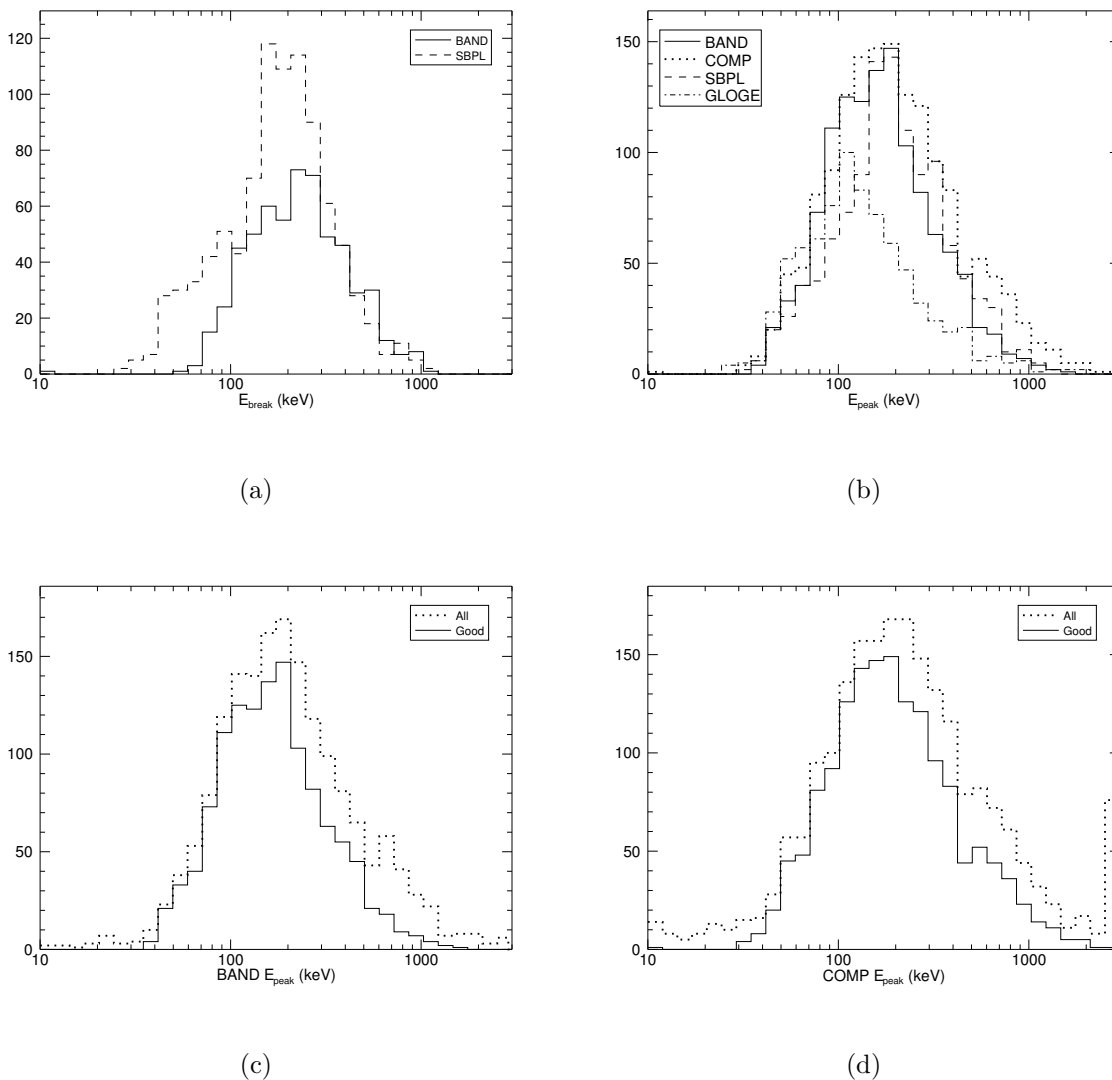 120
100
80
60
40
20
0
10
100
1000
E_break (keV)
BAND
SBPL
(a)
150
100
50
0
10
100
1000
E_peak (keV)
BAND
COMP
SBPL
GLOGE
(b)
150
100
50
0
10
100
1000
BAND E_peak (keV)
All
Good
(c)
150
100
50
0
10
100
1000
COMP E_peak (keV)
All
Good
(d)